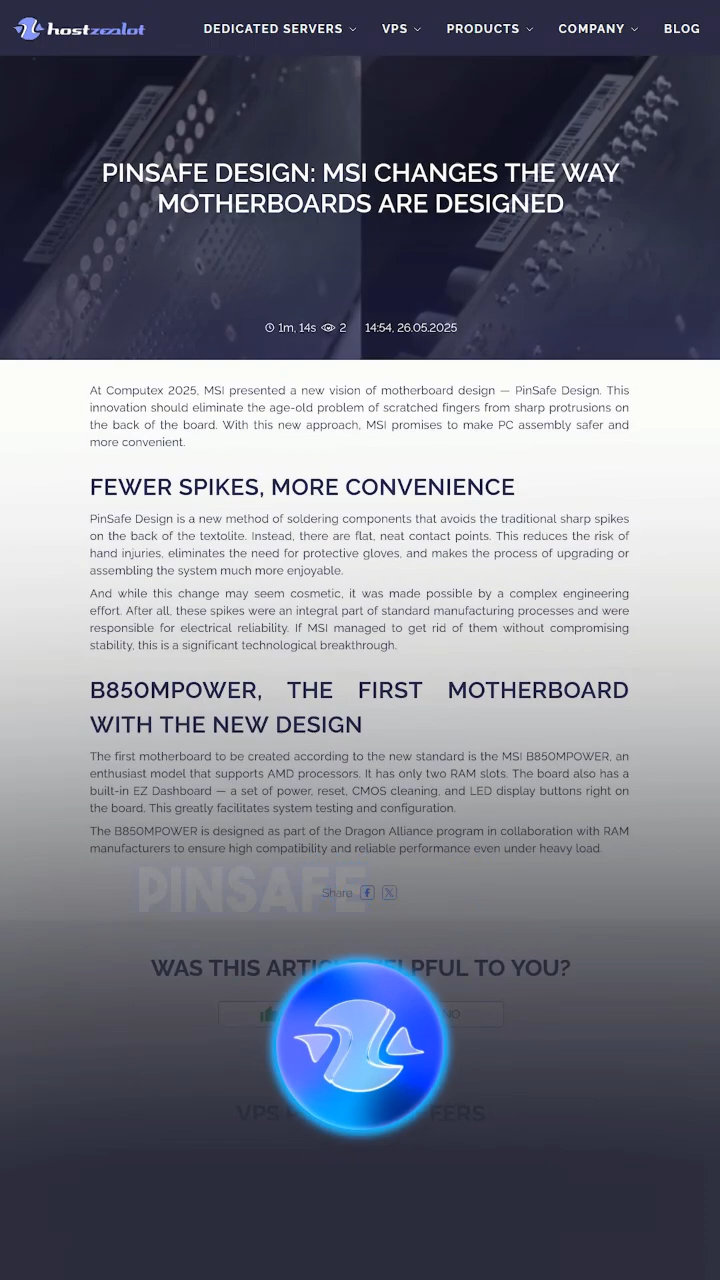 hostzealot
DEDICATED SERVERS VPS PRODUCTS COMPANY BLOG
PINSAFE DESIGN: MSI CHANGES THE WAY
MOTHERBOARDS ARE DESIGNED
1m, 14s 2 14:54, 26.05.2025
At Computex 2025, MSI presented a new vision of motherboard design — PinSafe Design. This
innovation should eliminate the age-old problem of scratched fingers from sharp protrusions on
the back of the board. With this new approach, MSI promises to make PC assembly safer and
more convenient.
FEWER SPIKES, MORE CONVENIENCE
PinSafe Design is a new method of soldering components that avoids the traditional sharp spikes
on the back of the textolite. Instead, there are flat, neat contact points. This reduces the risk of
hand injuries, eliminates the need for protective gloves, and makes the process of upgrading or
assembling the system much more enjoyable.
And while this change may seem cosmetic, it was made possible by a complex engineering
effort. After all, these spikes were an integral part of standard manufacturing processes and were
responsible for electrical reliability. If MSI managed to get rid of them without compromising
stability, this is a significant technological breakthrough.
B850MPOWER, THE FIRST MOTHERBOARD
WITH THE NEW DESIGN
The first motherboard to be created according to the new standard is the MSI B850MPOWER, an
enthusiast model that supports AMD processors. It has only two RAM slots. The board also has a
built-in EZ Dashboard — a set of power, reset, CMOS cleaning, and LED display buttons right on
the board. This greatly facilitates system testing and configuration.
The B850MPOWER is designed as part of the Dragon Alliance program in collaboration with RAM
manufacturers to ensure high compatibility and reliable performance even under heavy load.
PINSAFE
Share
WAS THIS HELPFUL TO YOU?
NO
VPS